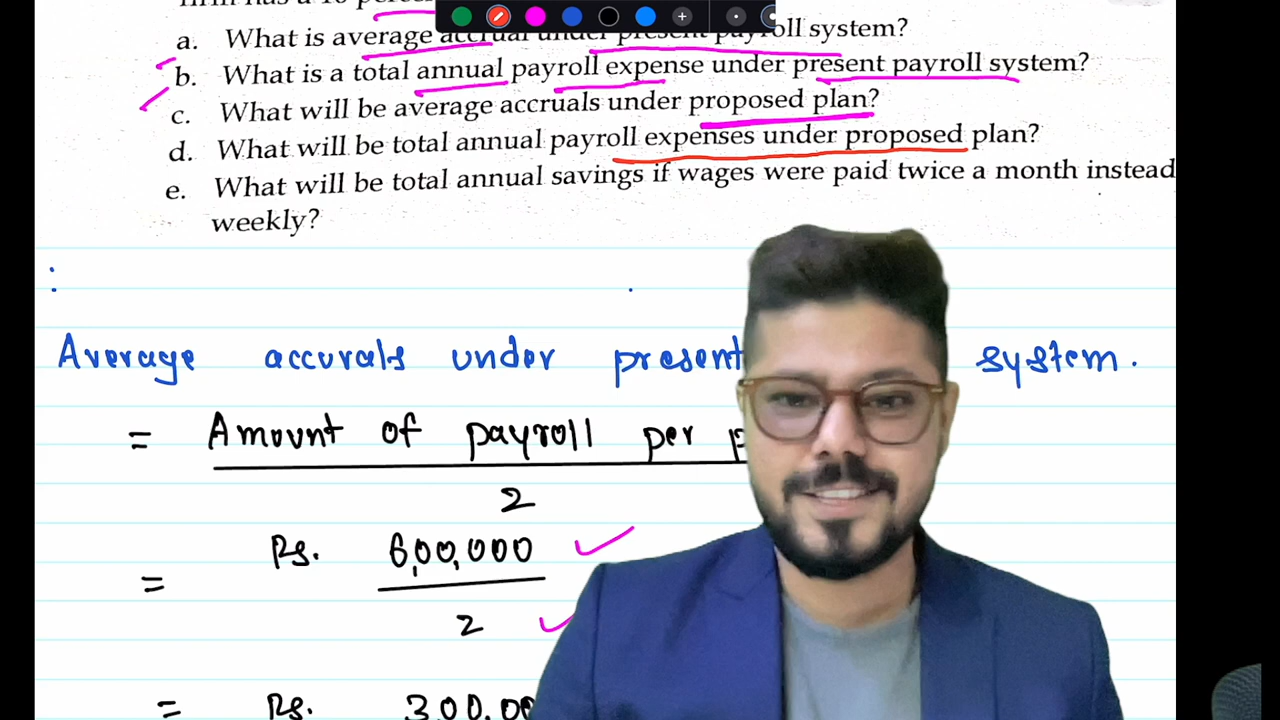 a. What is average accrual under present payroll system?
b. What is a total annual payroll expense under present payroll system?
c. What will be average accruals under proposed plan?
d. What will be total annual payroll expenses under proposed plan?
e. What will be total annual savings if wages were paid twice a month instead
weekly?
Average accurals under present system.
= Amount of payroll per
2
Rs. 6,00,000
=
2
= Rs. 300,00